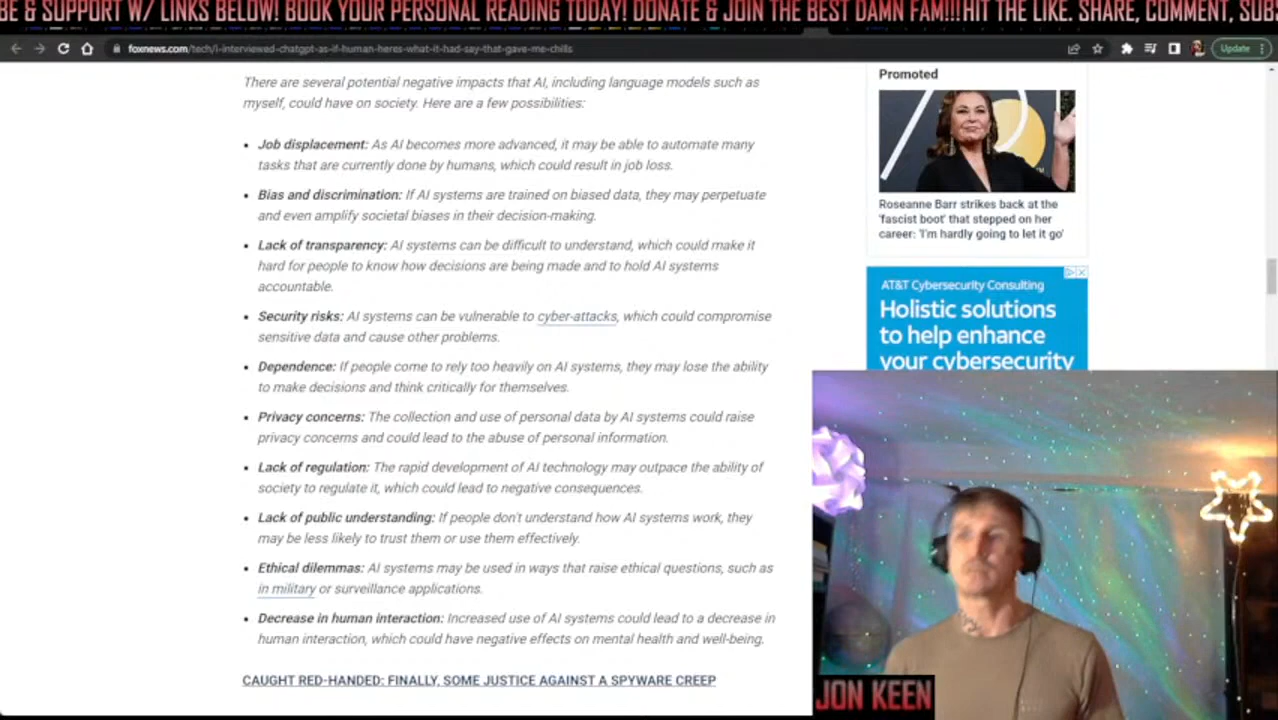 BE & SUPPORT W/ LINKS BELOW! BOOK YOUR PERSONAL READING TODAY! DONATE & JOIN THE BEST DAMN FAM!!! HIT THE LIKE. SHARE, COMMENT, SUB
foxnews.com/tech/i-interviewed-chatgpt-as-if-human-heres-what-it-had-say-that-gave-me-chills
Update
There are several potential negative impacts that AI, including language models such as
myself, could have on society. Here are a few possibilities:
• Job displacement: As AI becomes more advanced, it may be able to automate many
tasks that are currently done by humans, which could result in job loss.
• Bias and discrimination: If AI systems are trained on biased data, they may perpetuate
and even amplify societal biases in their decision-making.
• Lack of transparency: AI systems can be difficult to understand, which could make it
hard for people to know how decisions are being made and to hold AI systems
accountable.
• Security risks: AI systems can be vulnerable to cyber-attacks, which could compromise
sensitive data and cause other problems.
• Dependence: If people come to rely too heavily on AI systems, they may lose the ability
to make decisions and think critically for themselves.
• Privacy concerns: The collection and use of personal data by AI systems could raise
privacy concerns and could lead to the abuse of personal information.
• Lack of regulation: The rapid development of AI technology may outpace the ability of
society to regulate it, which could lead to negative consequences.
• Lack of public understanding: If people don't understand how AI systems work, they
may be less likely to trust them or use them effectively.
• Ethical dilemmas: AI systems may be used in ways that raise ethical questions, such as
in military or surveillance applications.
• Decrease in human interaction: Increased use of AI systems could lead to a decrease in
human interaction, which could have negative effects on mental health and well-being.
CAUGHT RED-HANDED: FINALLY, SOME JUSTICE AGAINST A SPYWARE CREEP
Promoted
Roseanne Barr strikes back at the
'fascist boot' that stepped on her
career: 'I'm hardly going to let it go'
AT&T Cybersecurity Consulting
Holistic solutions
to help enhance
your cybersecurity
JON KEEN